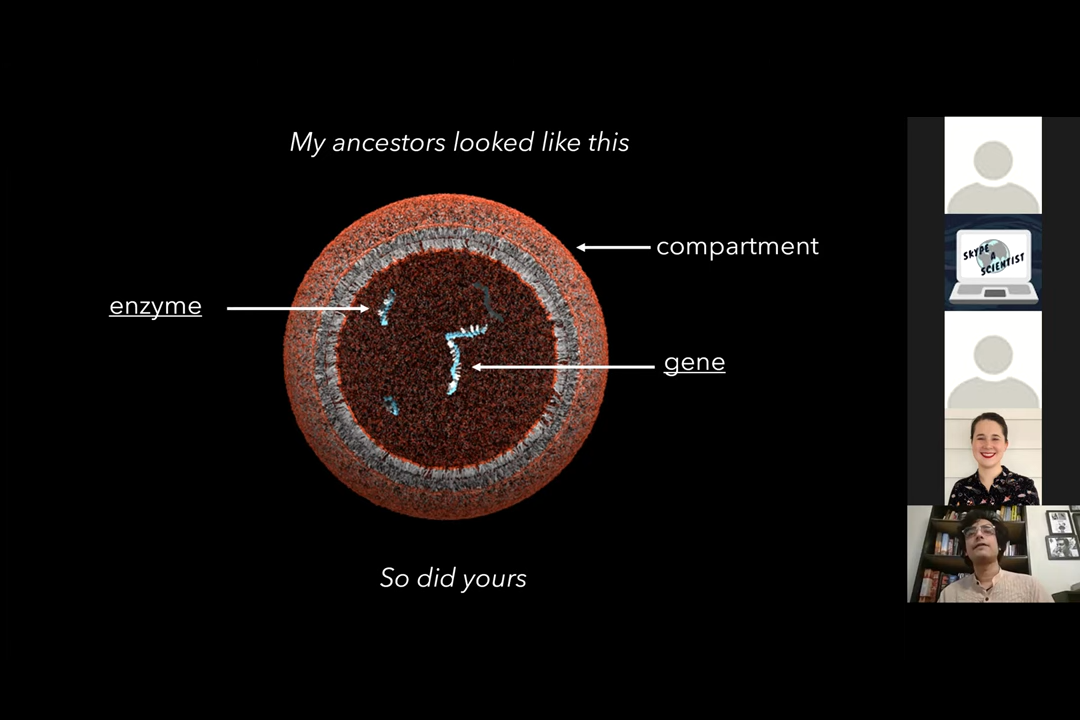 My ancestors looked like this
compartment
enzyme
gene
So did yours
SKYPE
A
SCIENTIST